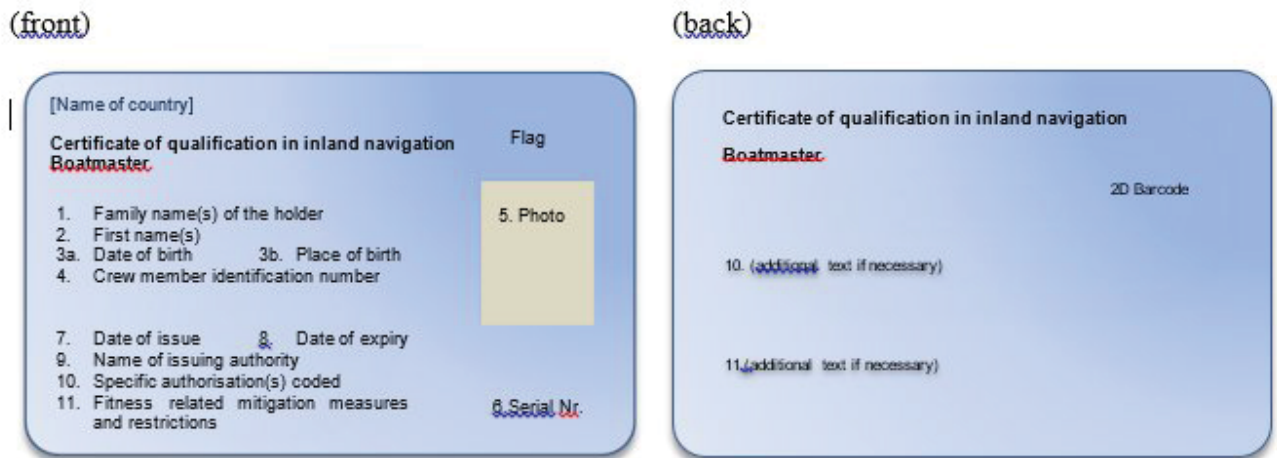 (front)
[Name of country]
Certificate of qualification in inland navigation
Boatmaster
Flag
1. Family name(s) of the holder
2. First name(s)
3a. Date of birth 3b. Place of birth
4. Crew member identification number
5. Photo
7. Date of issue 8. Date of expiry
9. Name of issuing authority
10. Specific authorisation(s) coded
11. Fitness related mitigation measures
and restrictions
6.Serial Nr.
(back)
Certificate of qualification in inland navigation
Boatmaster
2D Barcode
10. (additional text if necessary)
11.(additional text if necessary)